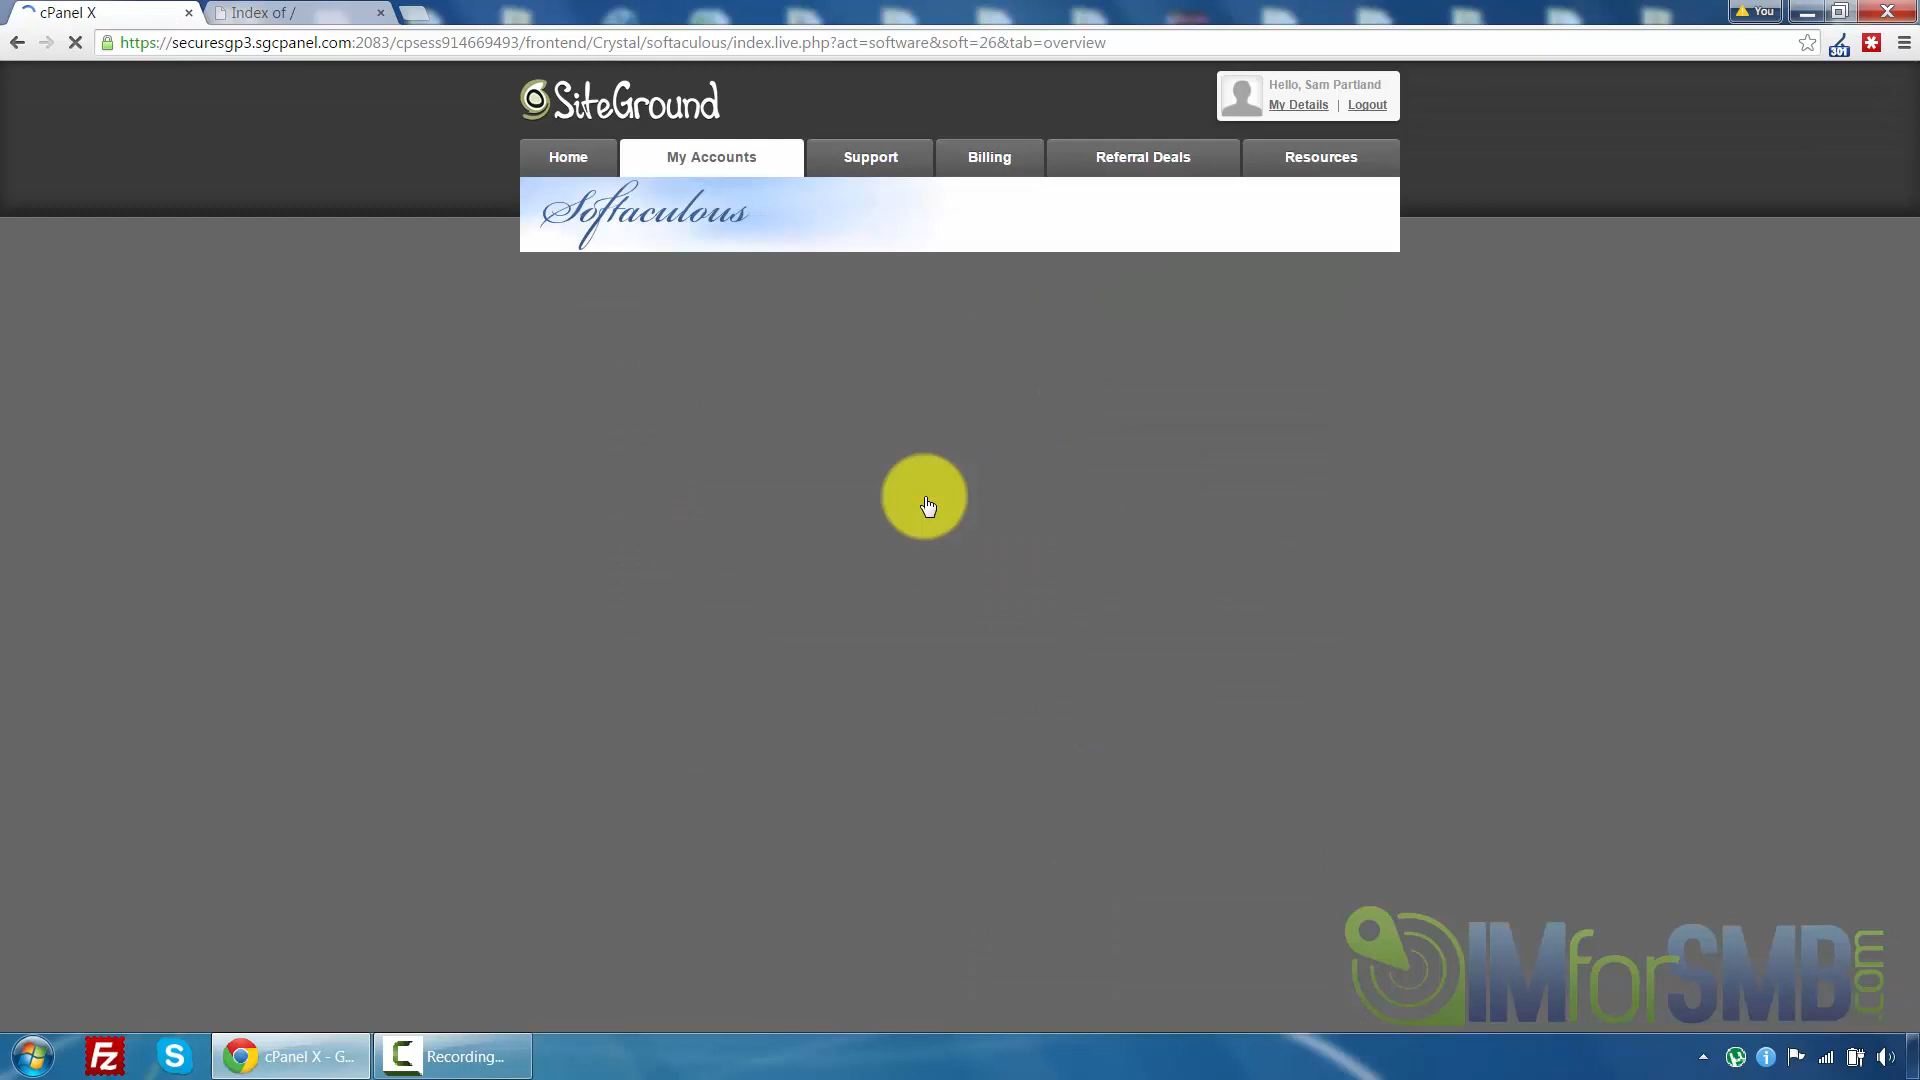 cPanel X
Index of /
You
https://securesgp3.sgcpanel.com:2083/cpsess914669493/frontend/Crystal/softaculous/index.live.php?act=software&soft=26&tab=overview
301
SiteGround
Hello, Sam Partland
My Details | Logout
Home
My Accounts
Support
Billing
Referral Deals
Resources
Softaculous
IMforSMB.com
Fz
S
cPanel X - G...
C
Recording...